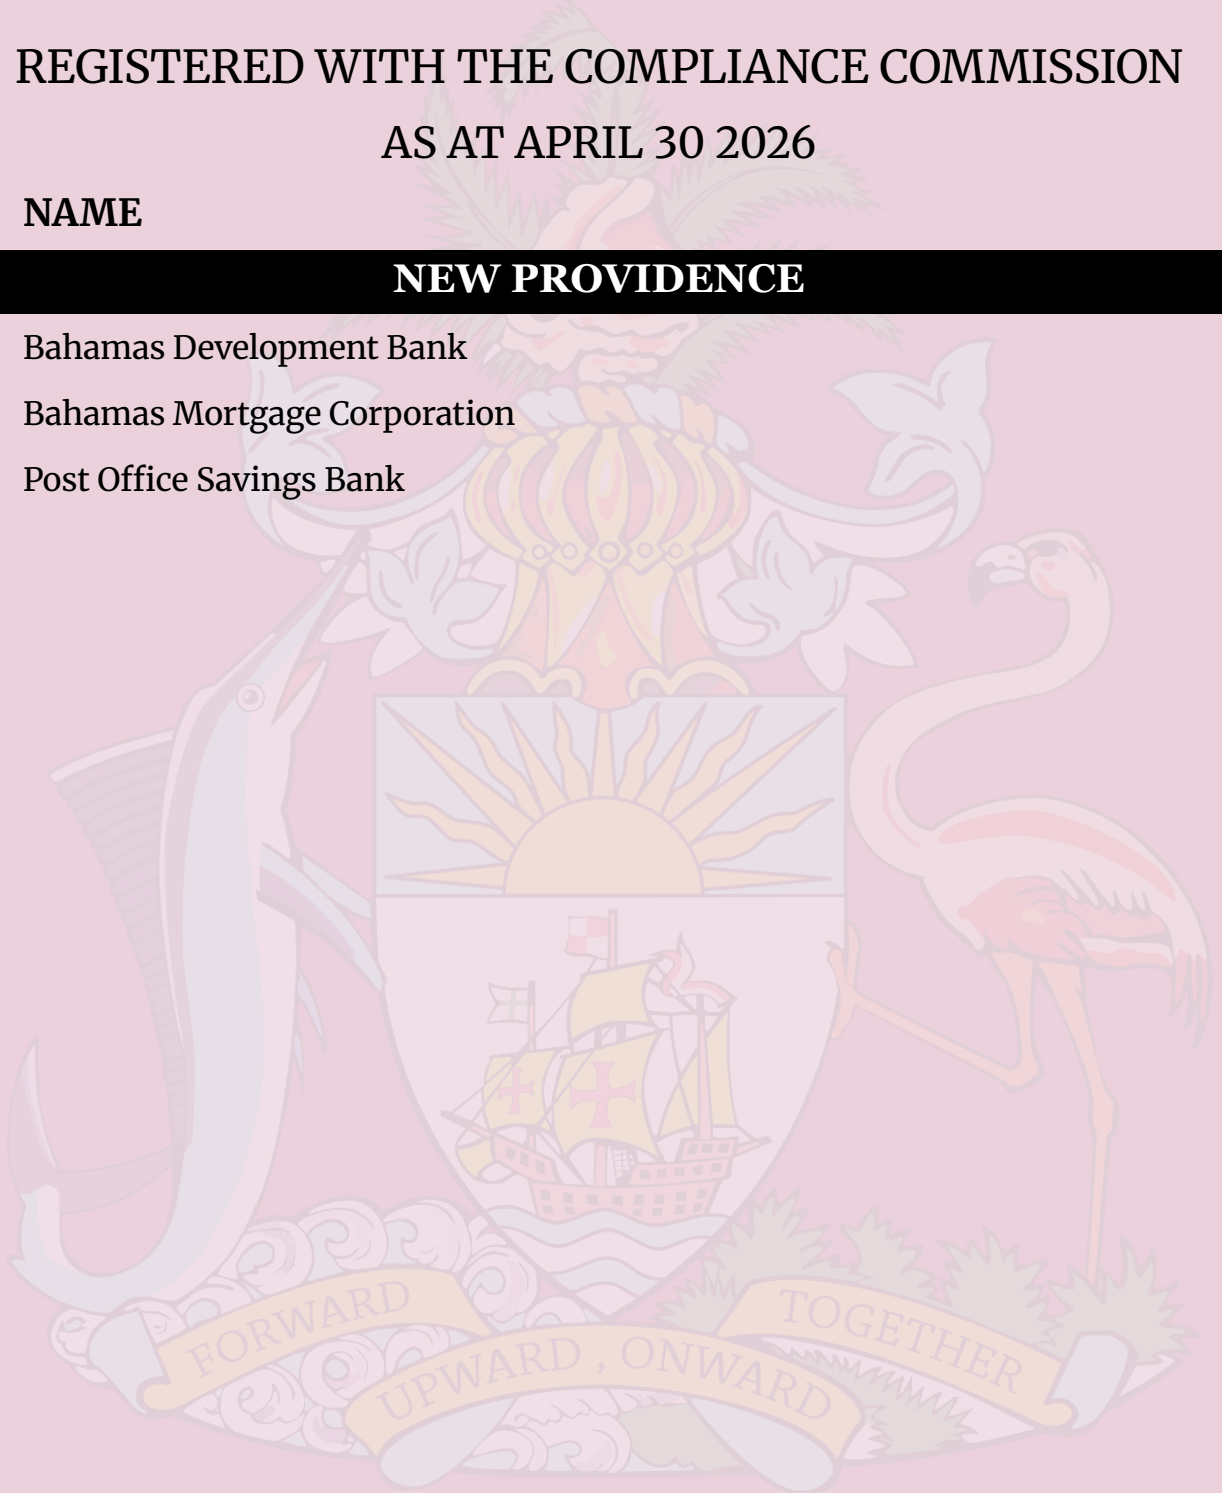 REGISTERED WITH THE COMPLIANCE COMMISSION
AS AT APRIL 30 2026
NAME
NEW PROVIDENCE
Bahamas Development Bank
Bahamas Mortgage Corporation
Post Office Savings Bank
FORWARD
UPWARD , ONWARD
TOGETHER